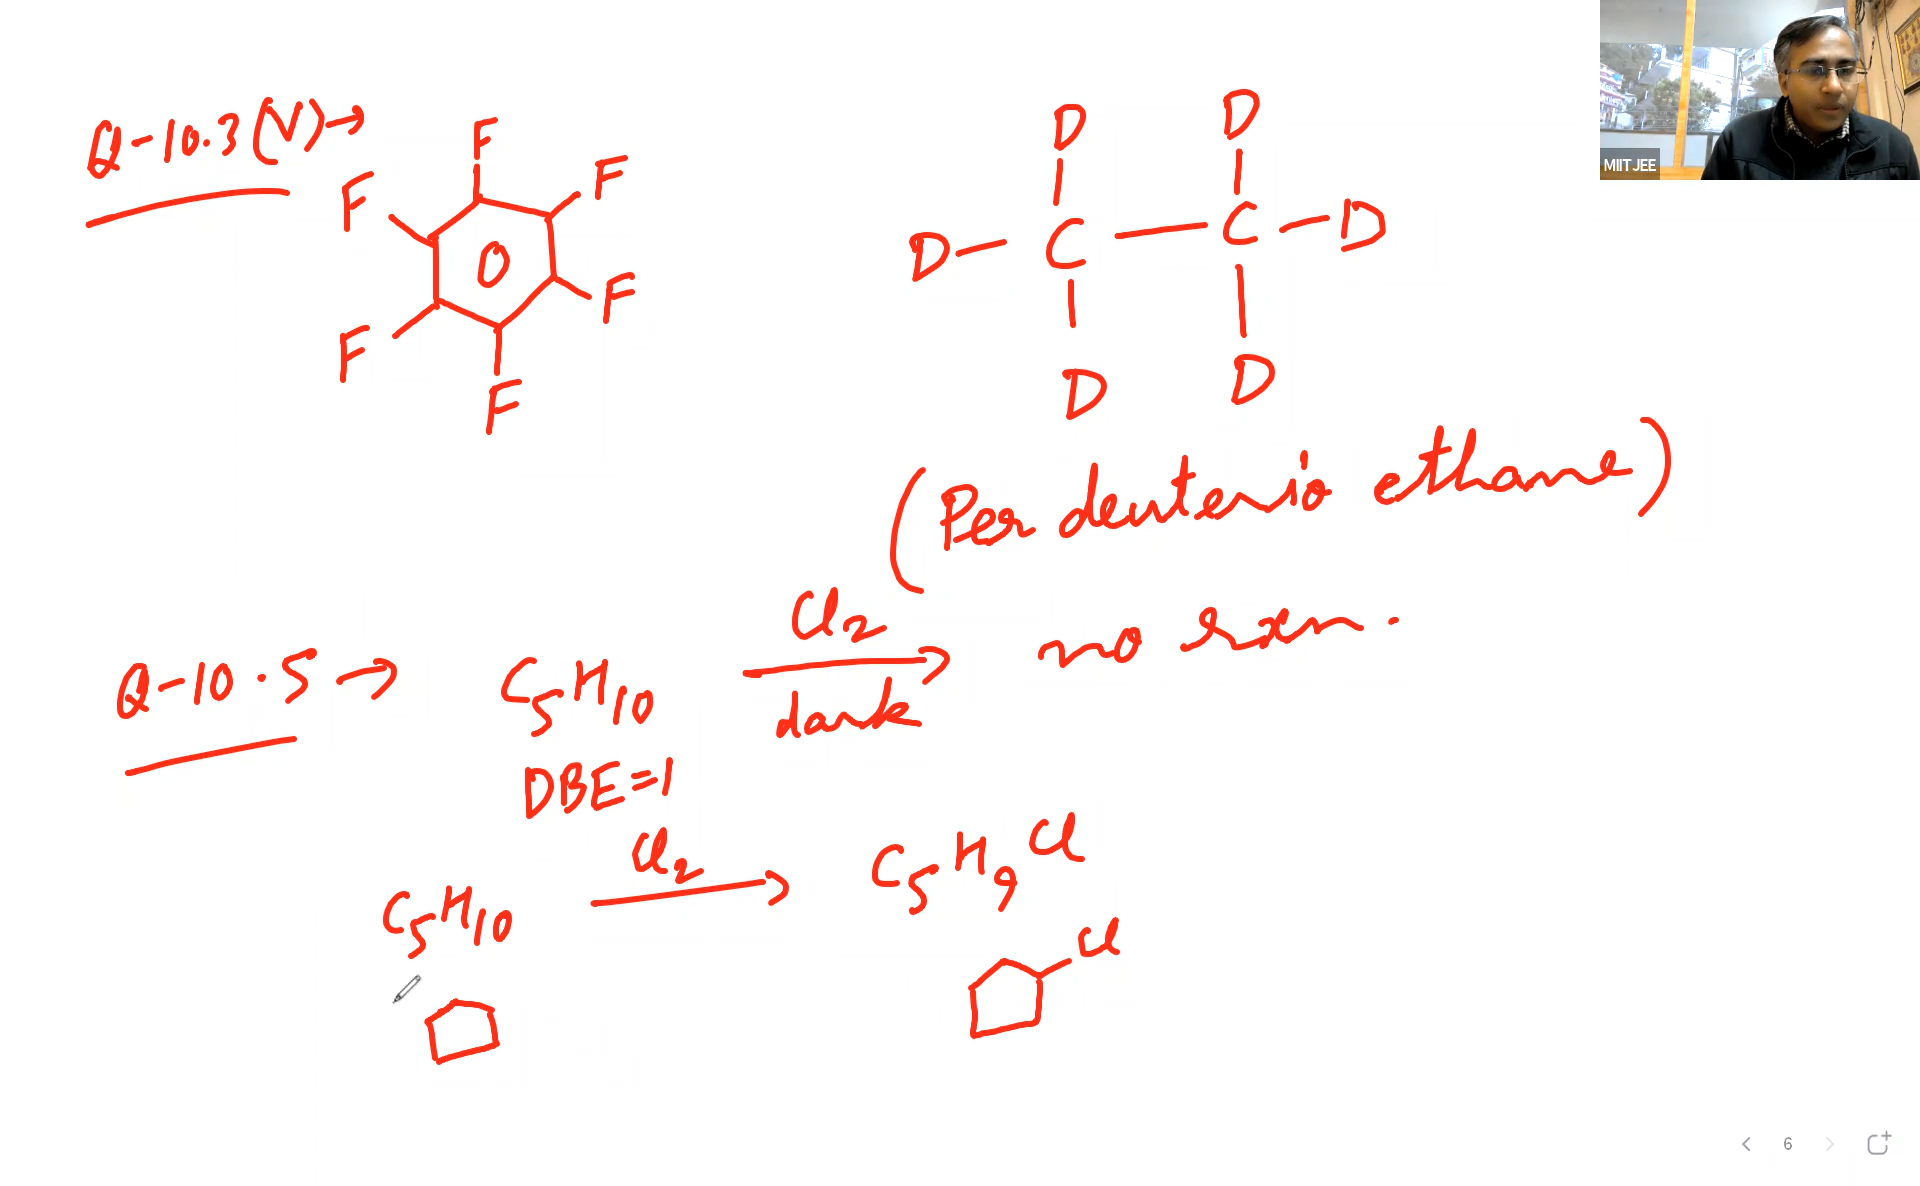 Q-10.3(V)→
F
F
F
F
F
F
D D
D- C - C - D
D D
(Per deuterio ethane)
Q-10.5 → C5H10 Cl2 dark no rxn.
DBE=1
C5H10 Cl2 C5H9Cl
Cl
MIIT JEE
6